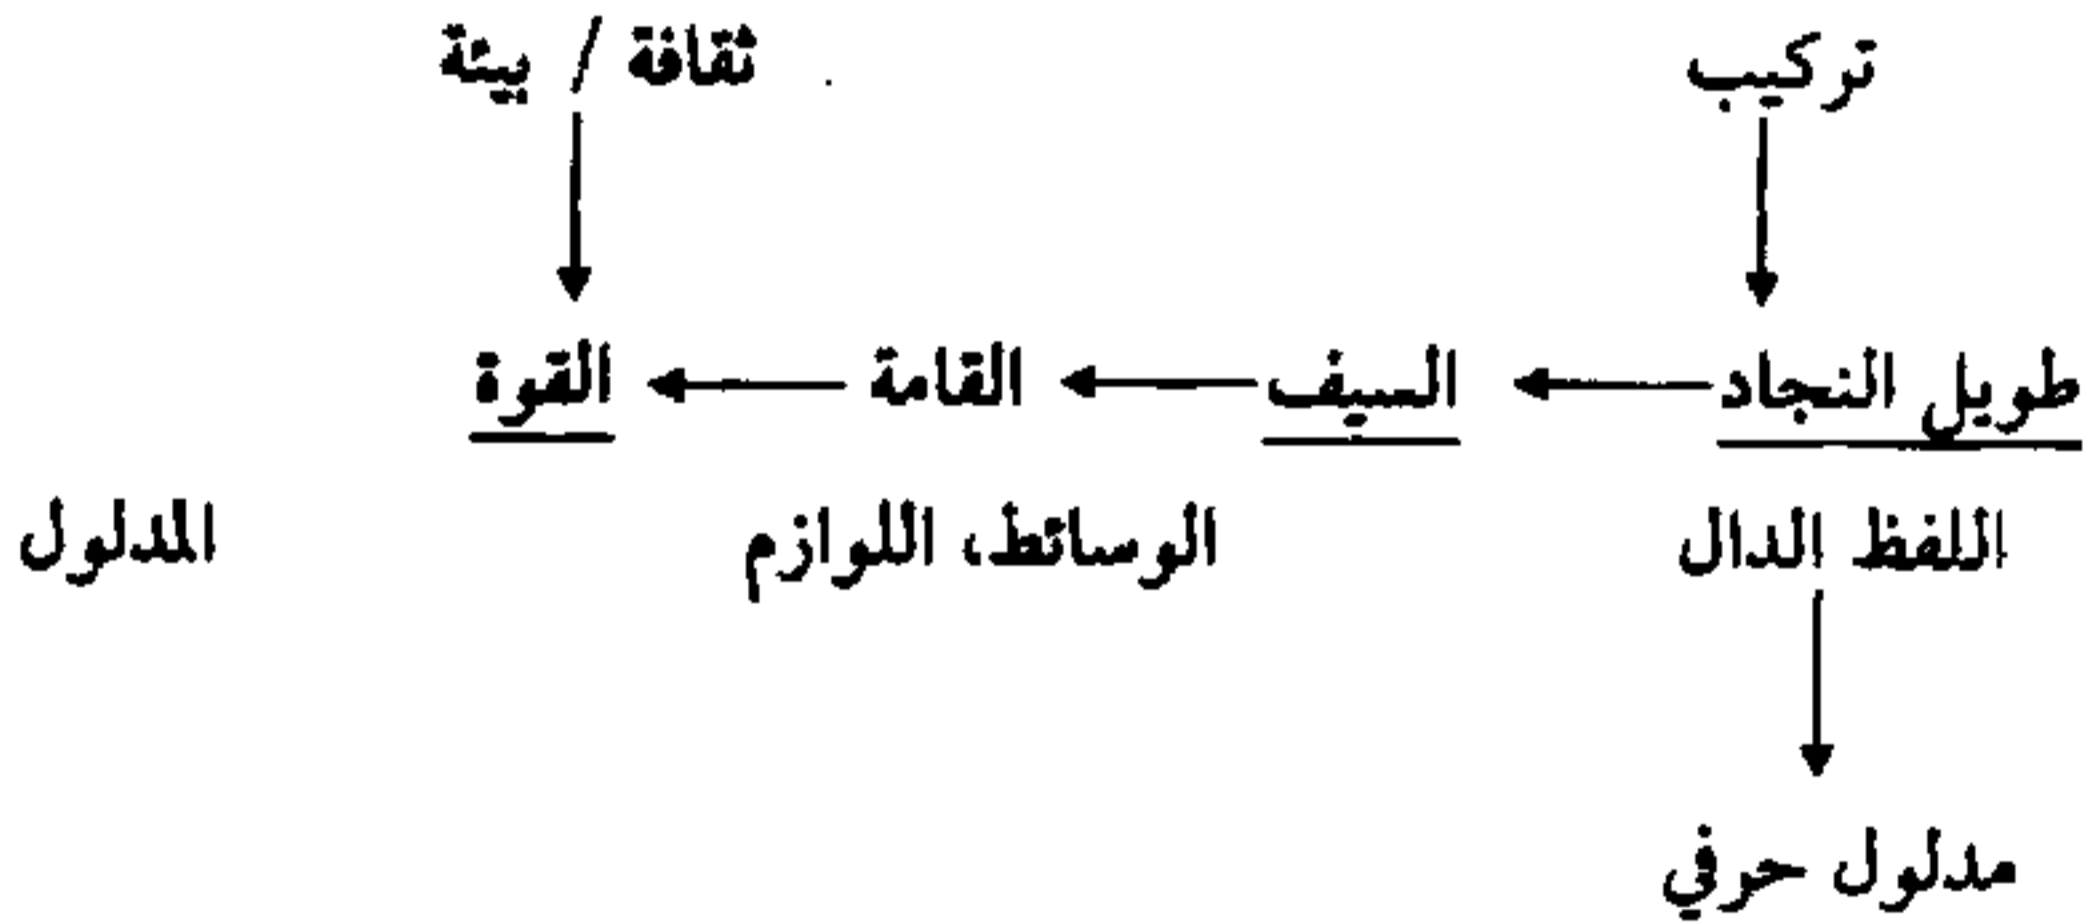 تركيب ثقافة / بيئة
طويل النجاد السيف القامة القوة
اللفظ الدال الوسائط، اللوازم المدلول
مدلول حرفي